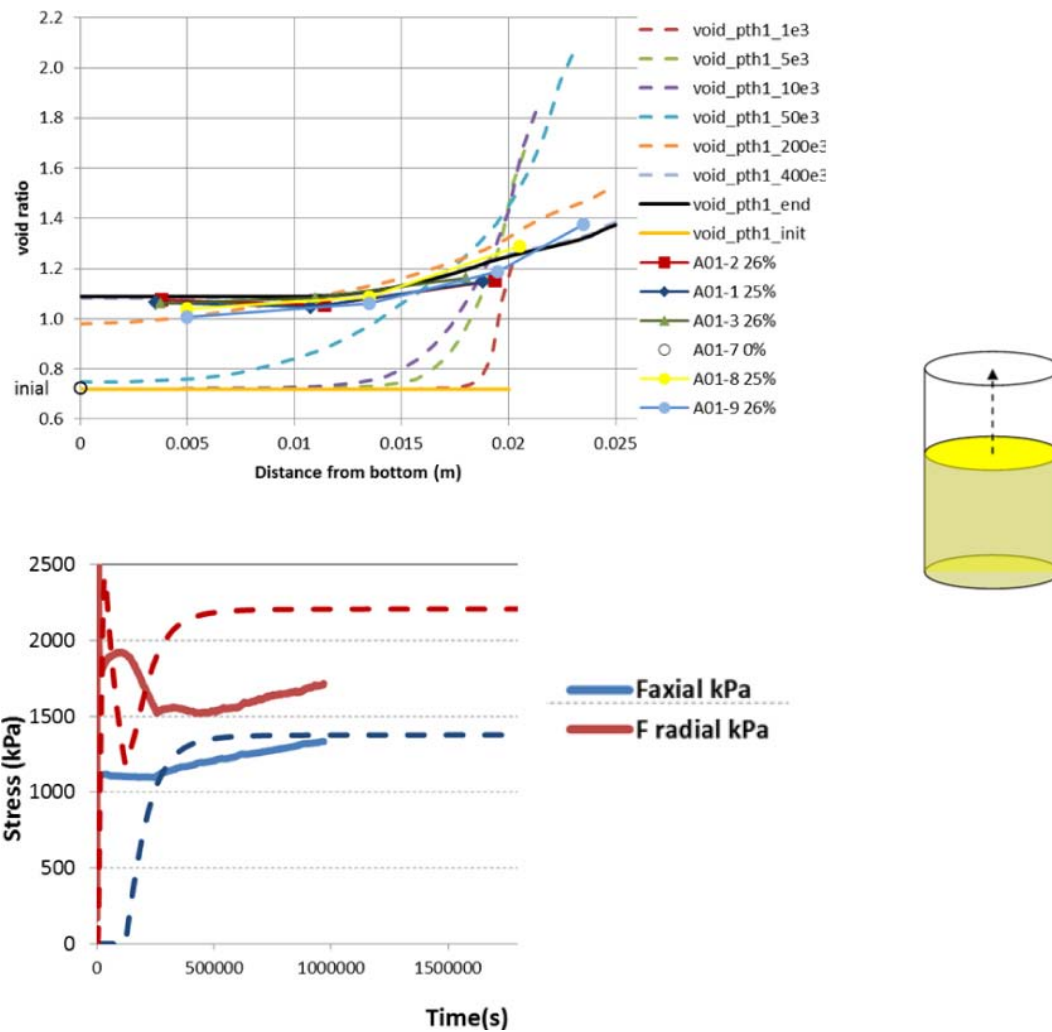 2.2
2.0
1.8
1.6
1.4
1.2
1.0
0.8
0.6
inial
void ratio
0
0.005
0.01
0.015
0.02
0.025
Distance from bottom (m)
void_pth1_1e3
void_pth1_5e3
void_pth1_10e3
void_pth1_50e3
void_pth1_200e3
void_pth1_400e3
void_pth1_end
void_pth1_init
A01-2 26%
A01-1 25%
A01-3 26%
A01-7 0%
A01-8 25%
A01-9 26%
2500
2000
1500
1000
500
0
Stress (kPa)
0
500000
1000000
1500000
Time(s)
Faxial kPa
F radial kPa